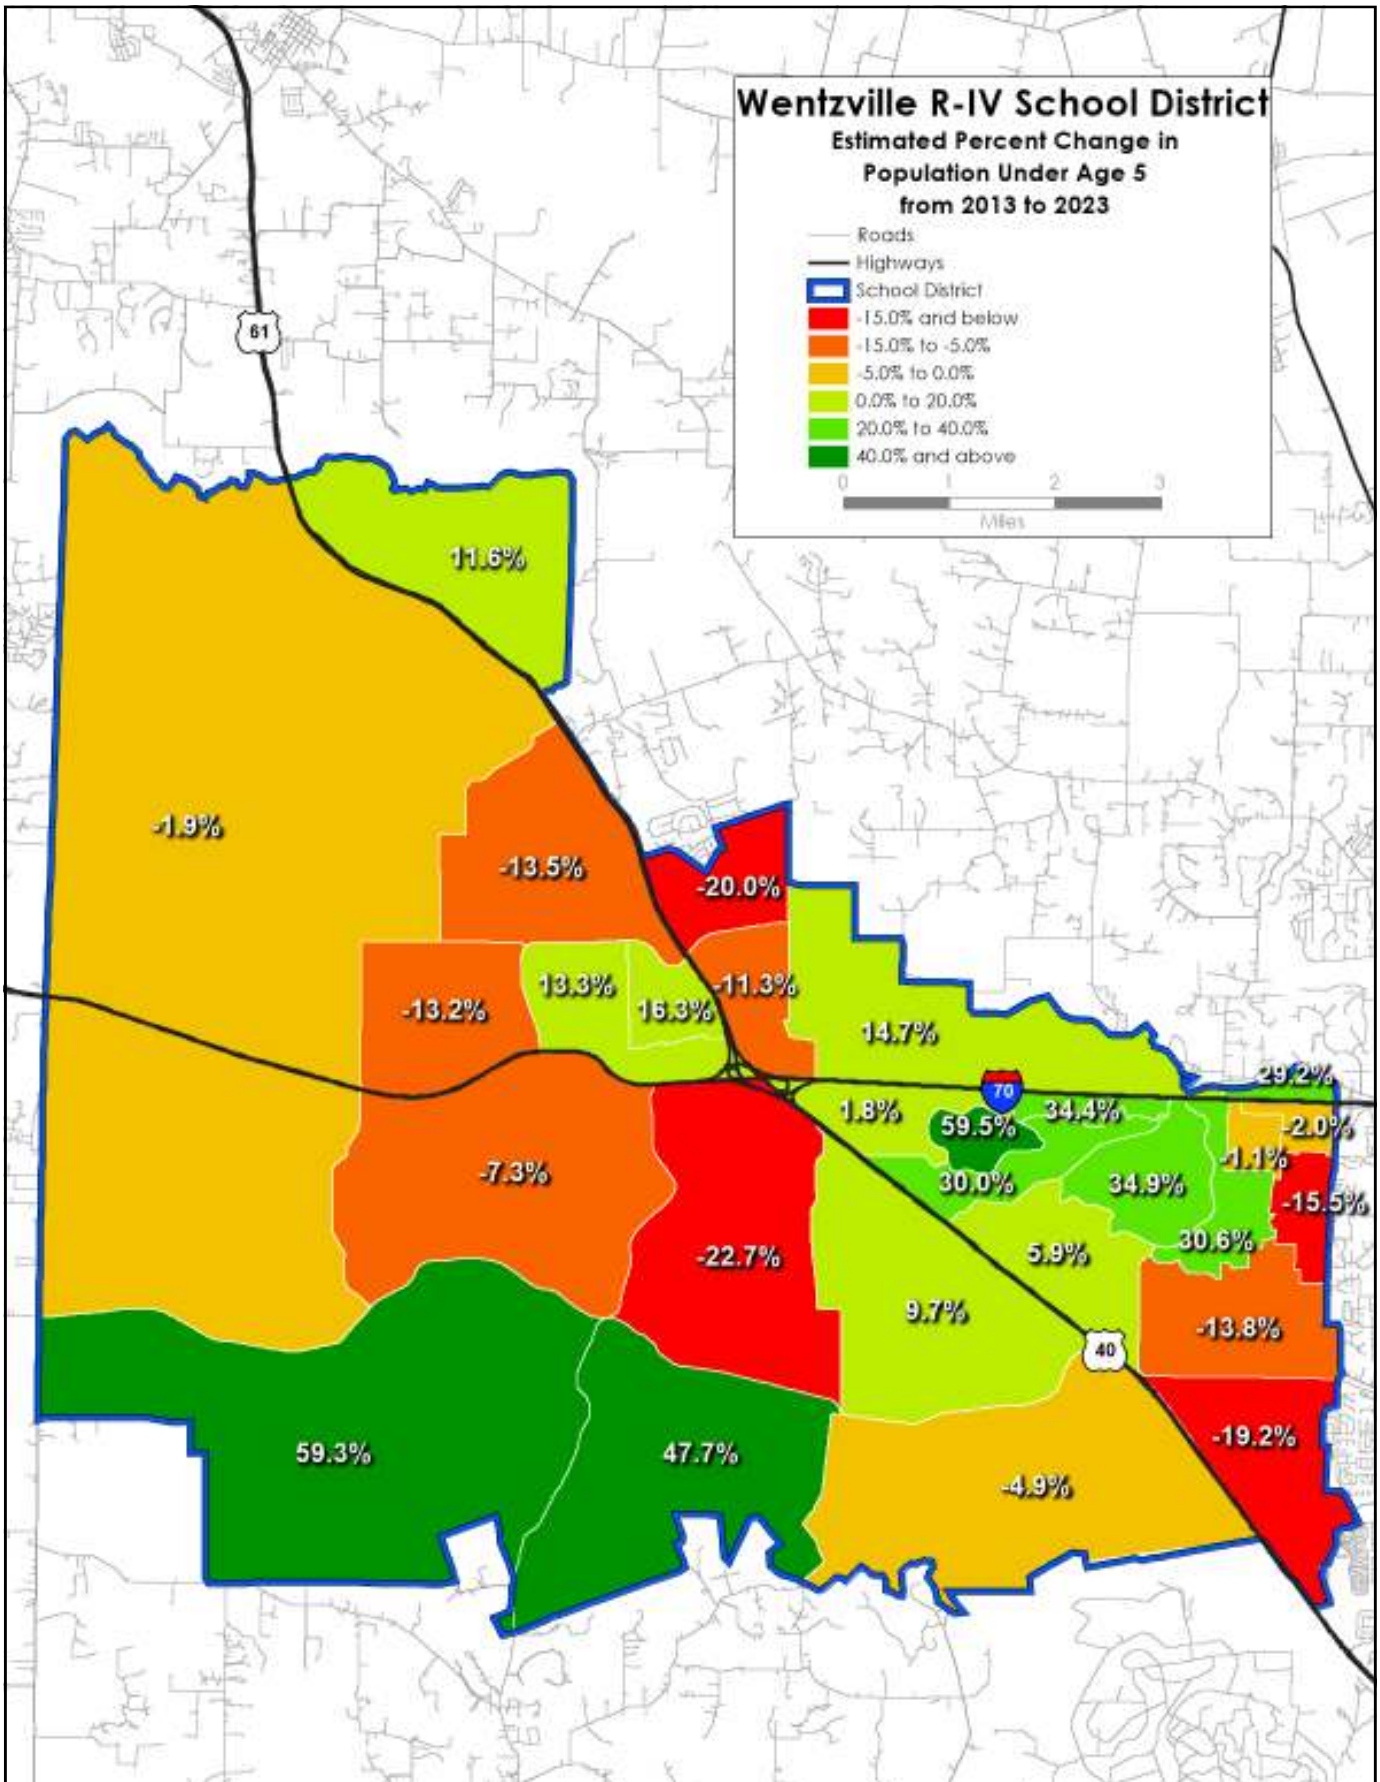 Wentzville R-IV School District
Estimated Percent Change in
Population Under Age 5
from 2013 to 2023
Roads
Highways
School District
-15.0% and below
-15.0% to -5.0%
-5.0% to 0.0%
0.0% to 20.0%
20.0% to 40.0%
40.0% and above
0 1 2 3
Miles
61
11.6%
-1.9%
-13.5%
-20.0%
13.3%
-11.3%
-13.2%
16.3%
14.7%
29.2%
70
1.8%
34.4%
59.5%
-2.0%
-1.1%
-7.3%
30.0%
34.9%
-15.5%
30.6%
-22.7%
5.9%
9.7%
-13.8%
40
59.3%
47.7%
-19.2%
-4.9%